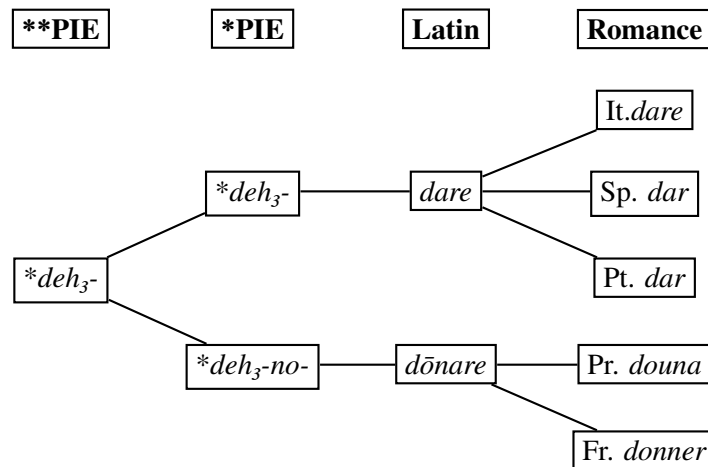 **PIE *PIE Latin Romance
It.dare
*deh₃- dare Sp. dar
*deh₃-
Pt. dar
*deh₃-no- dōnare Pr. douna
Fr. donner